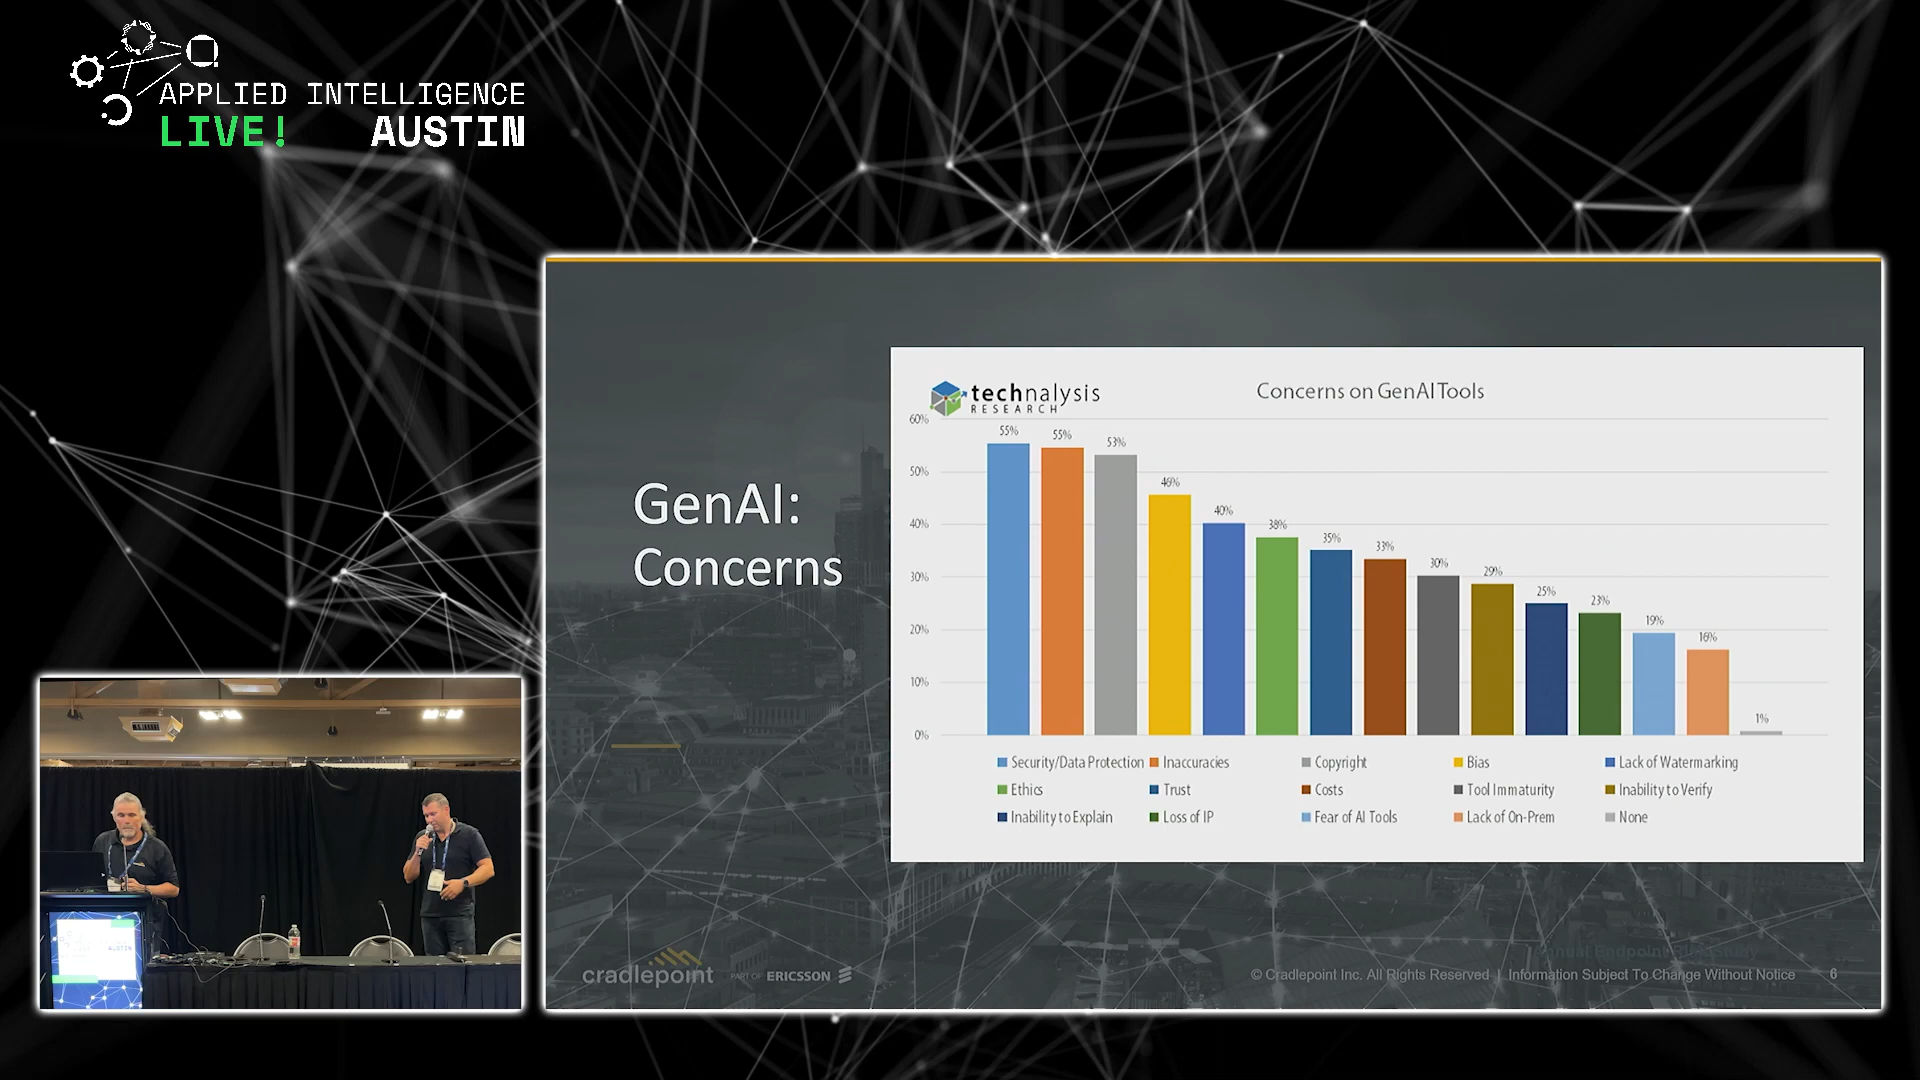 APPLIED INTELLIGENCE
LIVE! AUSTIN
GenAI:
Concerns
technalysis
RESEARCH
Concerns on GenAI Tools
60%
50%
40%
30%
20%
10%
0%
55%
55%
53%
46%
40%
38%
35%
33%
30%
29%
25%
23%
19%
16%
1%
Security/Data Protection Inaccuracies Copyright Bias Lack of Watermarking
Ethics Trust Costs Tool Immaturity Inability to Verify
Inability to Explain Loss of IP Fear of AI Tools Lack of On-Prem None
cradlepoint PART OF ERICSSON
© Cradlepoint Inc. All Rights Reserved | Information Subject To Change Without Notice 6
AUSTIN